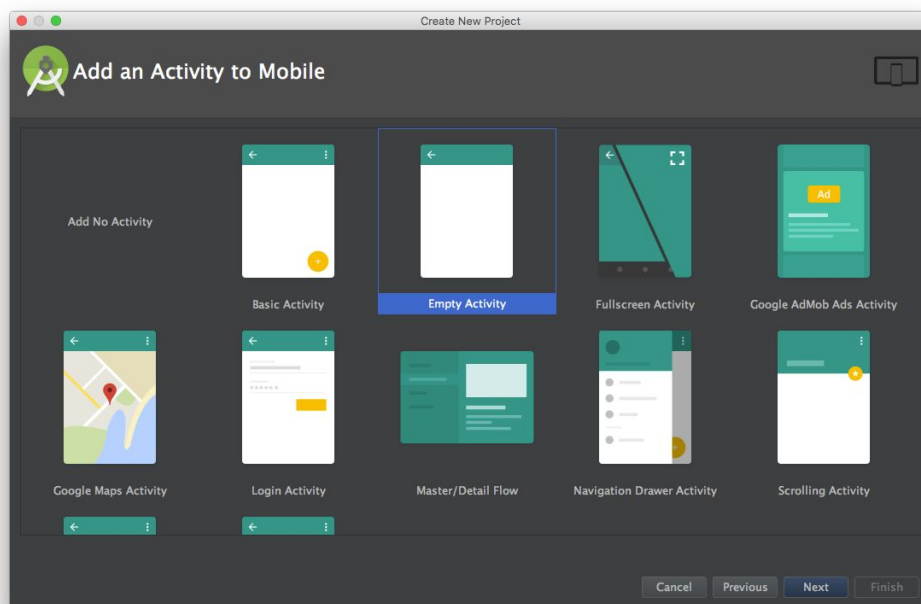 Create New Project
Add an Activity to Mobile
Add No Activity
Basic Activity
Empty Activity
Fullscreen Activity
Ad
Google AdMob Ads Activity
Google Maps Activity
Login Activity
Master/Detail Flow
Navigation Drawer Activity
Scrolling Activity
Cancel
Previous
Next
Finish